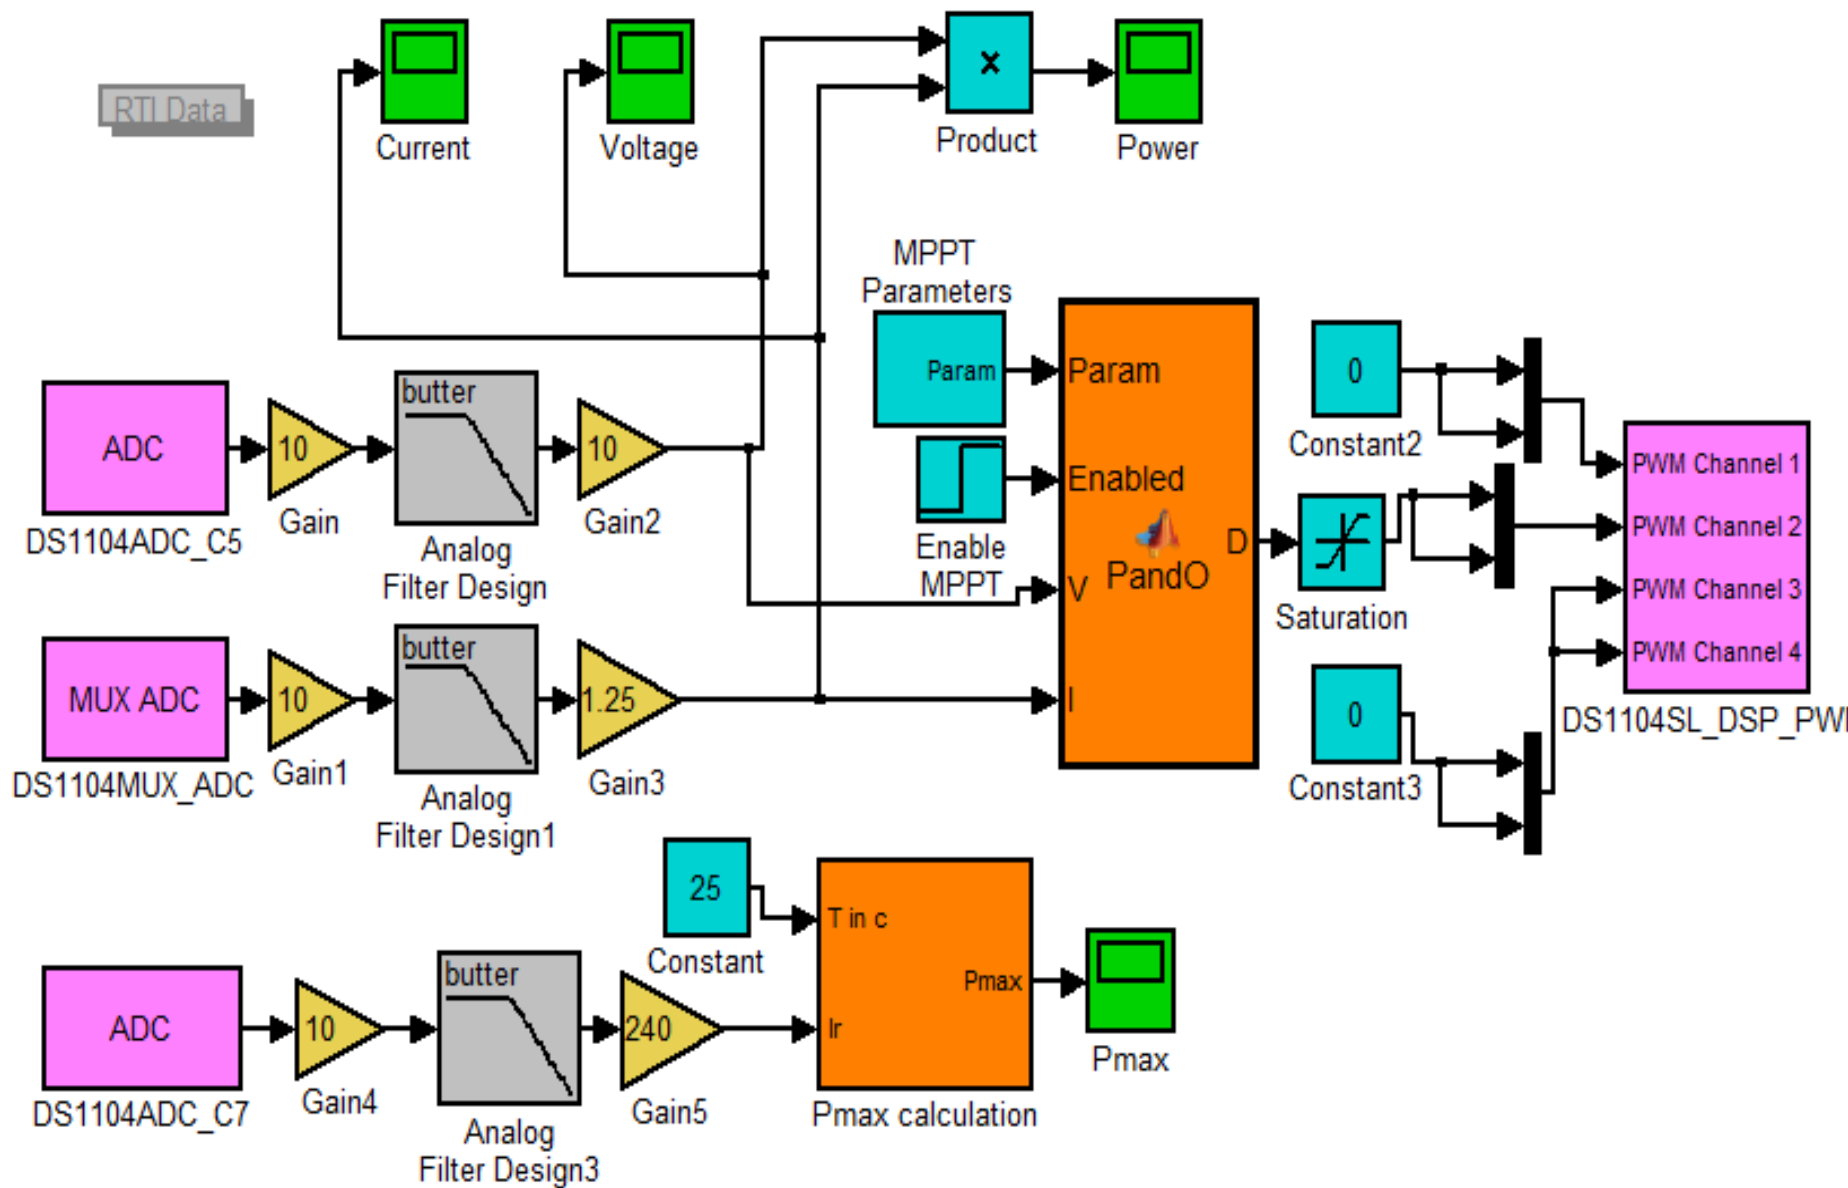 RTI Data
Current
Voltage
×
Product
Power
MPPT
Parameters
Param
Enable
MPPT
Param
Enabled
V
I
D
PandO
0
Constant2
Saturation
0
Constant3
PWM Channel 1
PWM Channel 2
PWM Channel 3
PWM Channel 4
DS1104SL_DSP_PW
ADC
DS1104ADC_C5
10
Gain
butter
Analog
Filter Design
10
Gain2
MUX ADC
DS1104MUX_ADC
10
Gain1
butter
Analog
Filter Design1
1.25
Gain3
ADC
DS1104ADC_C7
10
Gain4
butter
Analog
Filter Design3
240
Gain5
25
Constant
T in c
Ir
Pmax
Pmax calculation
Pmax